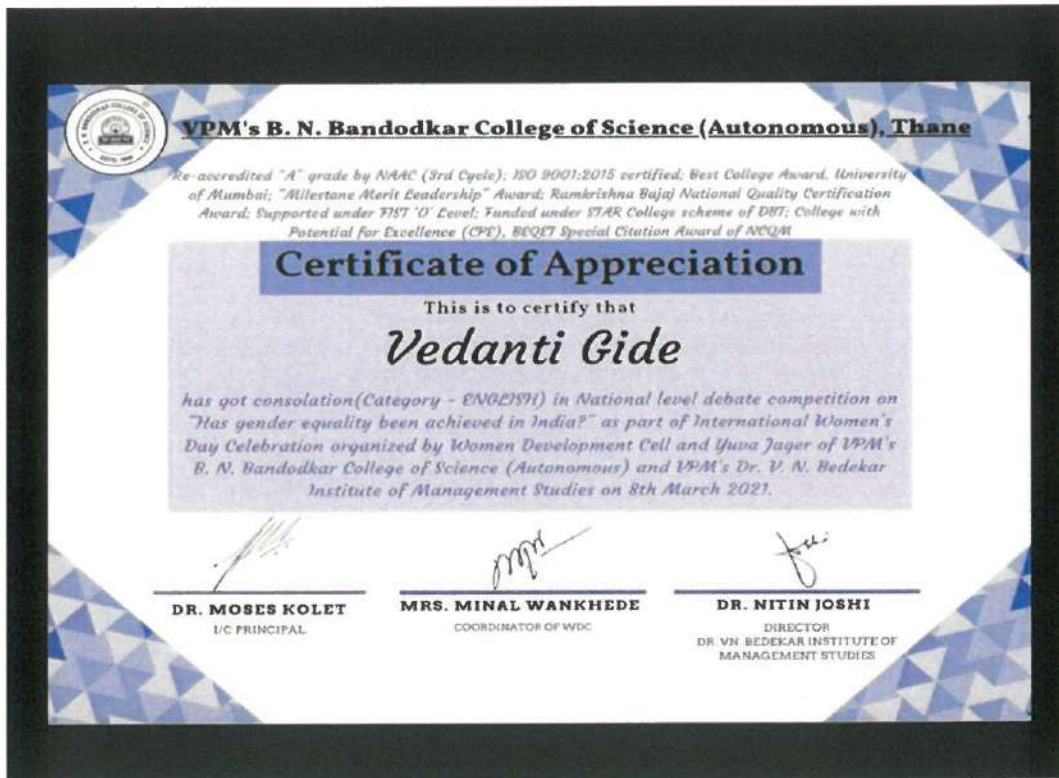 B. N. BANDODKAR COLLEGE OF SCIENCE
VPM's B. N. Bandodkar College of Science (Autonomous), Thane
Re-accredited "A" grade by NAAC (3rd Cycle); ISO 9001:2015 certified; Best College Award, University
of Mumbai; "Milestane Merit Leadership" Award; Ramkrishna Bajaj National Quality Certification
Award; Supported under FIST 'O' Level; Funded under STAR College scheme of DBT; College with
Potential for Excellence (CPE), BEQET Special Citation Award of NCQM
Certificate of Appreciation
This is to certify that
Vedanti Gide
has got consolation(Category - ENGLISH) in National level debate competition on
"Has gender equality been achieved in India?" as part of International Women's
Day Celebration organized by Women Development Cell and Yuva Jager of VPM's
B. N. Bandodkar College of Science (Autonomous) and VPM's Dr. V. N. Bedekar
Institute of Management Studies on 8th March 2021.
DR. MOSES KOLET
I/C PRINCIPAL
MRS. MINAL WANKHEDE
COORDINATOR OF WDC
DR. NITIN JOSHI
DIRECTOR
DR. VN. BEDEKAR INSTITUTE OF
MANAGEMENT STUDIES